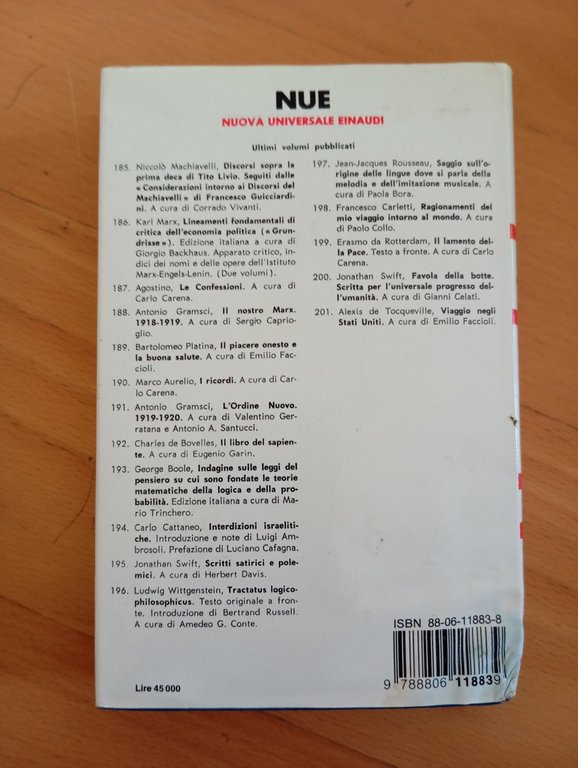 NUE
NUOVA UNIVERSALE EINAUDI
Ultimi volumi pubblicati
185. Niccolò Machiavelli, Discorsi sopra la
prima deca di Tito Livio. Seguiti dalle
« Considerazioni intorno ai Discorsi del
Machiavelli » di Francesco Guicciardi-
ni. A cura di Corrado Vivanti.
186. Karl Marx, Lineamenti fondamentali di
critica dell'economia politica (« Grun-
drisse »). Edizione italiana a cura di
Giorgio Backhaus. Apparato critico, in-
dici dei nomi e delle opere dell'Istituto
Marx-Engels-Lenin. (Due volumi).
187. Agostino, Le Confessioni. A cura di
Carlo Carena.
188. Antonio Gramsci, Il nostro Marx.
1918-1919. A cura di Sergio Caprio-
glio.
189. Bartolomeo Platina, Il piacere onesto e
la buona salute. A cura di Emilio Fac-
cioli.
190. Marco Aurelio, I ricordi. A cura di Car-
lo Carena.
191. Antonio Gramsci, L'Ordine Nuovo.
1919-1920. A cura di Valentino Ger-
ratana e Antonio A. Santucci.
192. Charles de Bovelles, Il libro del sapien-
te. A cura di Eugenio Garin.
193. George Boole, Indagine sulle leggi del
pensiero su cui sono fondate le teorie
matematiche della logica e della pro-
babilità. Edizione italiana a cura di Ma-
rio Trinchero.
194. Carlo Cattaneo, Interdizioni israeliti-
che. Introduzione e note di Luigi Am-
brosoli. Prefazione di Luciano Cafagna.
195. Jonathan Swift, Scritti satirici e pole-
mici. A cura di Herbert Davis.
196. Ludwig Wittgenstein, Tractatus logico-
philosophicus. Testo originale a fron-
te. Introduzione di Bertrand Russell.
A cura di Amedeo G. Conte.
197. Jean-Jacques Rousseau, Saggio sull'o-
rigine delle lingue dove si parla della
melodia e dell'imitazione musicale. A
cura di Paola Bora.
198. Francesco Carletti, Ragionamenti del
mio viaggio intorno al mondo. A cura
di Paolo Collo.
199. Erasmo da Rotterdam, Il lamento del-
la Pace. Testo a fronte. A cura di Carlo
Carena.
200. Jonathan Swift, Favola della botte.
Scritta per l'universale progresso del-
l'umanità. A cura di Gianni Celati.
201. Alexis de Tocqueville, Viaggio negli
Stati Uniti. A cura di Emilio Faccioli.
Lire 45 000
ISBN 88-06-11883-8
9 788806 118839